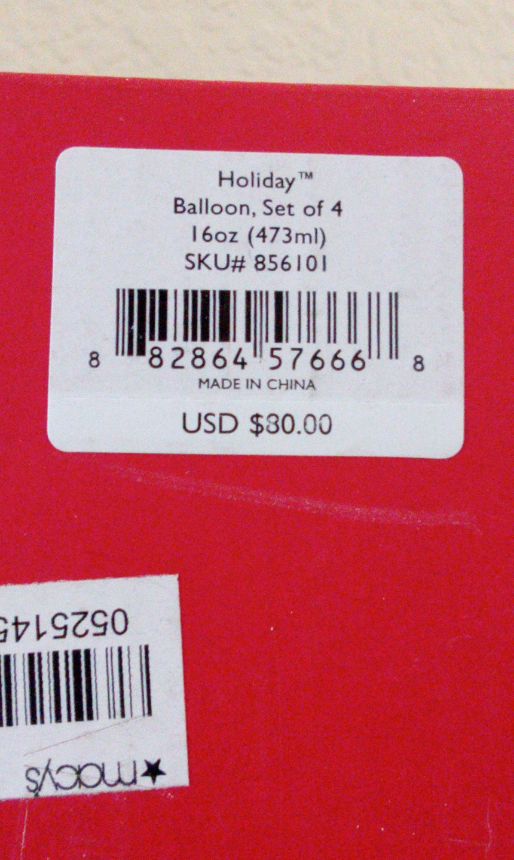 Holiday™
Balloon, Set of 4
16oz (473ml)
SKU# 856101
8 82864 57666 8
MADE IN CHINA
USD $80.00
★macy's